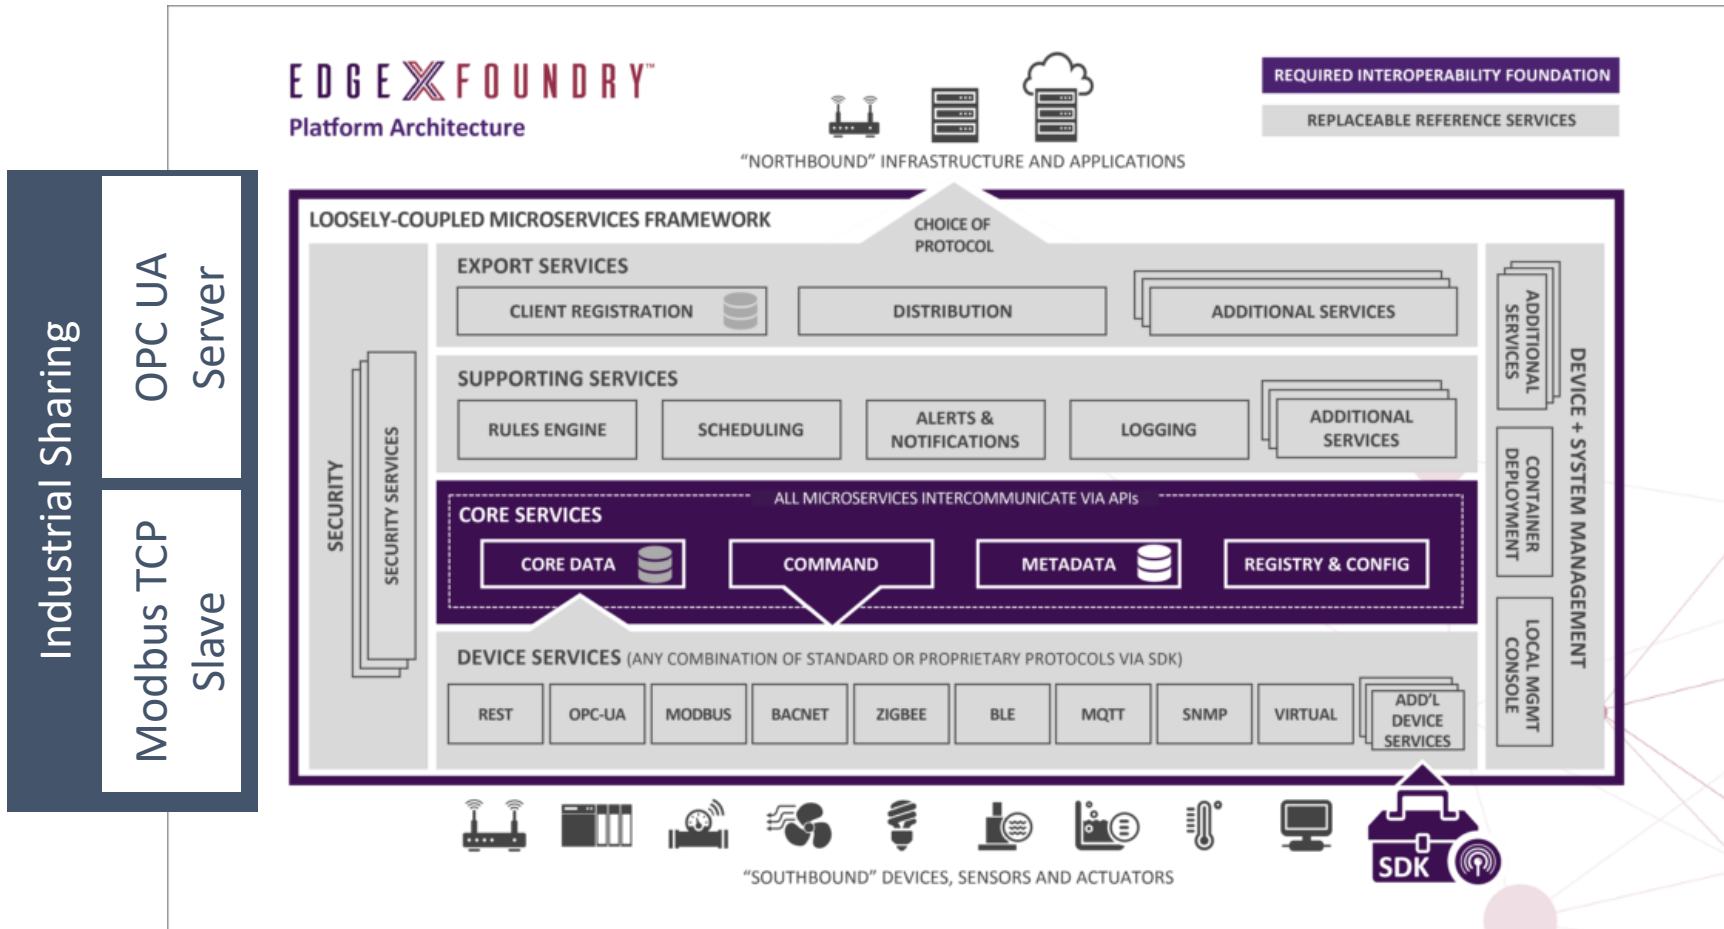 EDGE X FOUNDRY™
Platform Architecture
REQUIRED INTEROPERABILITY FOUNDATION
REPLACEABLE REFERENCE SERVICES
“NORTHBOUND” INFRASTRUCTURE AND APPLICATIONS
Industrial Sharing
OPC UA
Server
Modbus TCP
Slave
LOOSELY-COUPLED MICROSERVICES FRAMEWORK
CHOICE OF
PROTOCOL
SECURITY
SECURITY SERVICES
EXPORT SERVICES
CLIENT REGISTRATION
DISTRIBUTION
ADDITIONAL SERVICES
SUPPORTING SERVICES
RULES ENGINE
SCHEDULING
ALERTS &
NOTIFICATIONS
LOGGING
ADDITIONAL
SERVICES
ALL MICROSERVICES INTERCOMMUNICATE VIA APIs
CORE SERVICES
CORE DATA
COMMAND
METADATA
REGISTRY & CONFIG
DEVICE SERVICES (ANY COMBINATION OF STANDARD OR PROPRIETARY PROTOCOLS VIA SDK)
REST
OPC-UA
MODBUS
BACNET
ZIGBEE
BLE
MQTT
SNMP
VIRTUAL
ADD'L
DEVICE
SERVICES
DEVICE + SYSTEM MANAGEMENT
ADDITIONAL
SERVICES
CONTAINER
DEPLOYMENT
LOCAL MGMT
CONSOLE
SDK
“SOUTHBOUND” DEVICES, SENSORS AND ACTUATORS